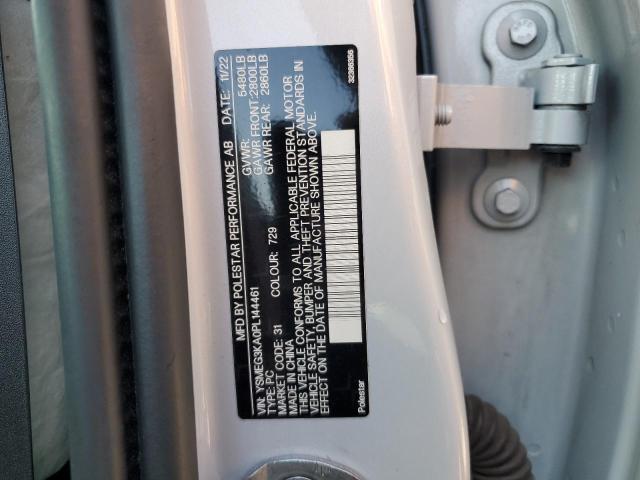 MFD BY POLESTAR PERFORMANCE AB DATE: 11/22
GVWR: 5480LB
GAWR FRONT: 2860LB
GAWR REAR: 2860LB
VIN: YSMEG3KA0PL144461
TYPE: PC
MARKET CODE: 31 COLOUR: 729
MADE IN CHINA
THIS VEHICLE CONFORMS TO ALL APPLICABLE FEDERAL MOTOR
VEHICLE SAFETY, BUMPER AND THEFT PREVENTION STANDARDS IN
EFFECT ON THE DATE OF MANUFACTURE SHOWN ABOVE.
Polestar 32386356